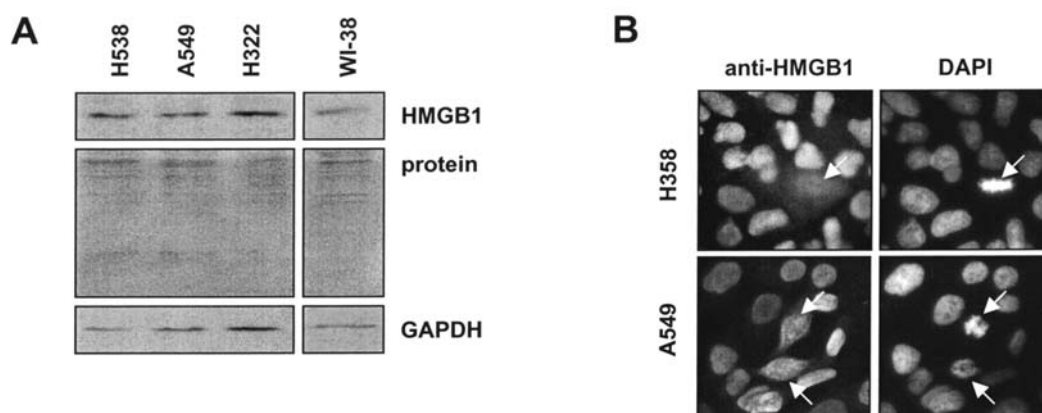 A
H538
A549
H322
WI-38
HMGB1
protein
GAPDH
B
anti-HMGB1
DAPI
H358
A549